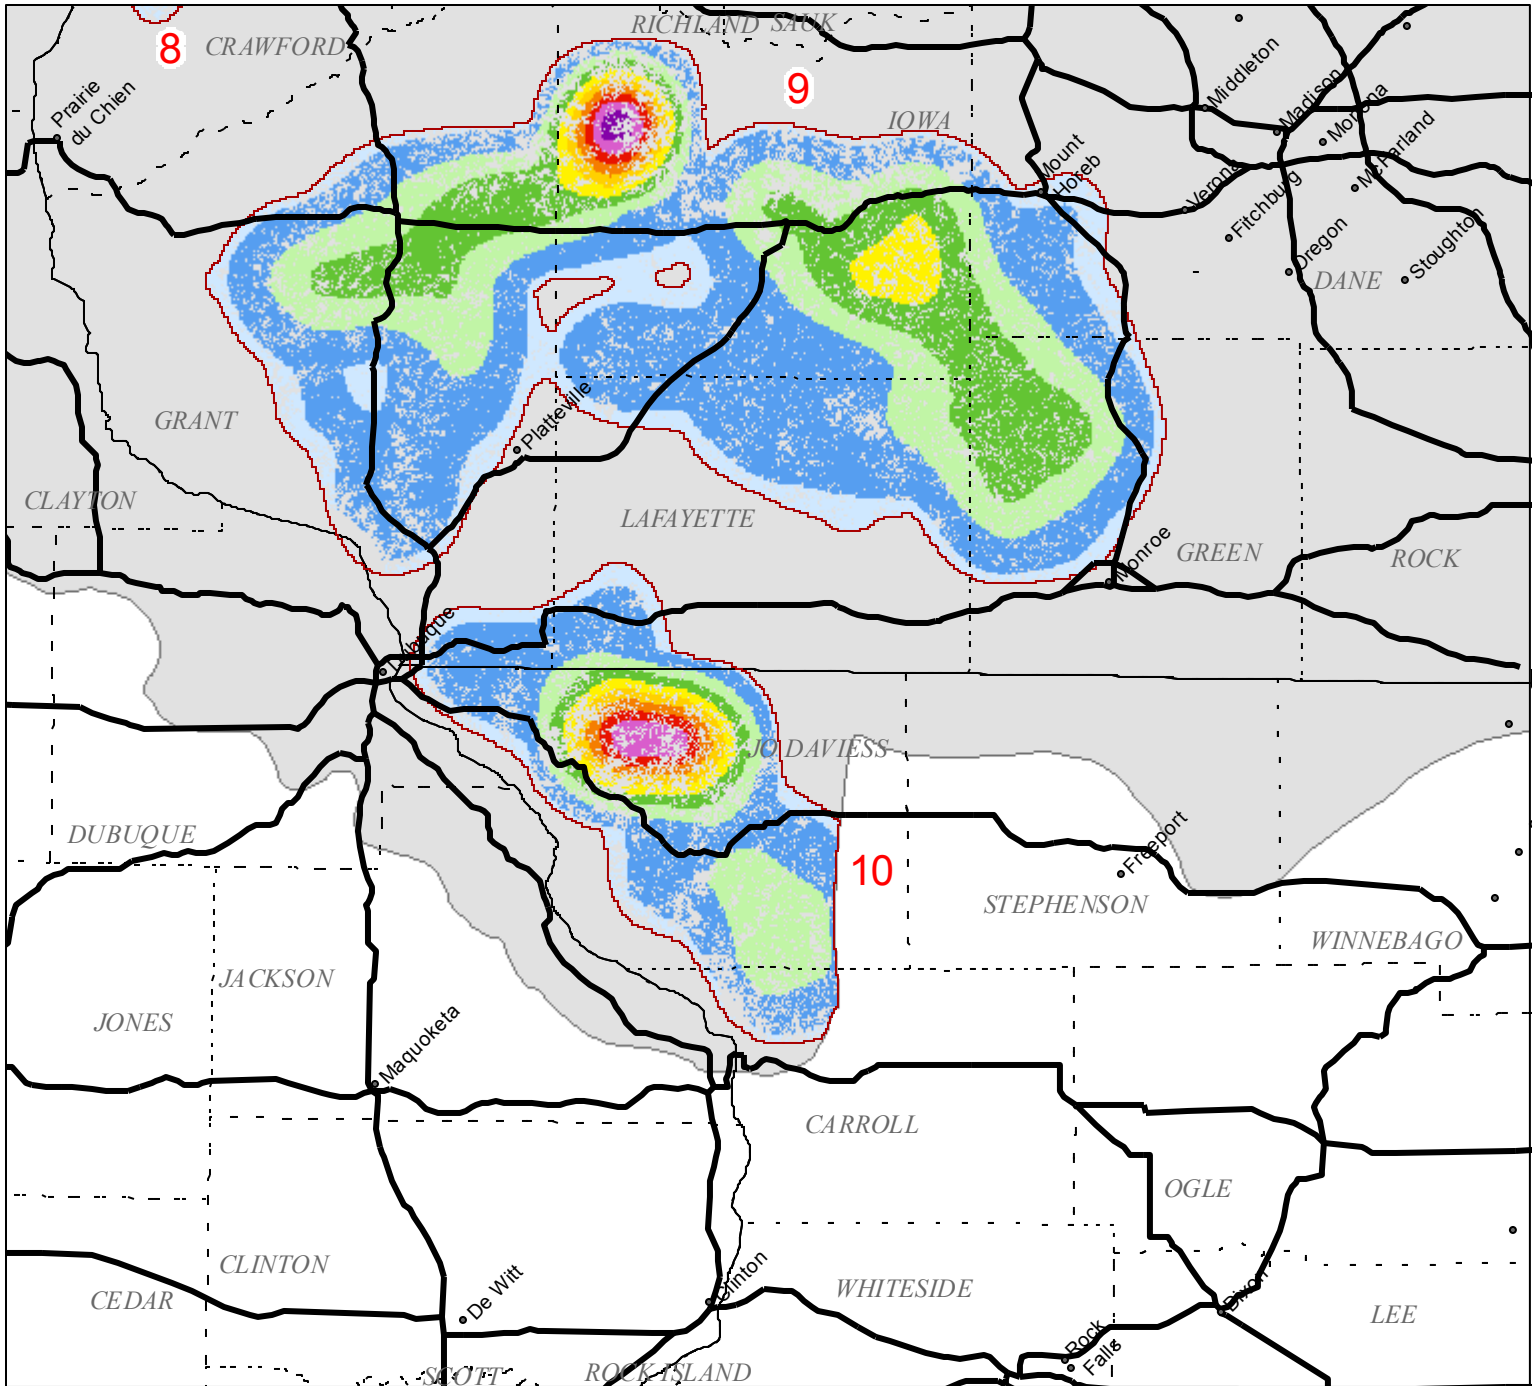 RICHLAND
SAUK
8
CRAWFORD
9
IOWA
Middleton
Madison
Monona
McFarland
Prairie
du Chien
Mount
Horeb
Verona
Fitchburg
Oregon
Stoughton
DANE
GRANT
Platteville
CLAYTON
LAFAYETTE
Monroe
GREEN
ROCK
Dubuque
JO DAVIESS
DUBUQUE
10
Freeport
STEPHENSON
WINNEBAGO
JACKSON
JONES
Maquoketa
CARROLL
OGLE
CLINTON
CEDAR
De Witt
Clinton
WHITESIDE
Dixon
LEE
Rock
Falls
SCOTT
ROCK ISLAND